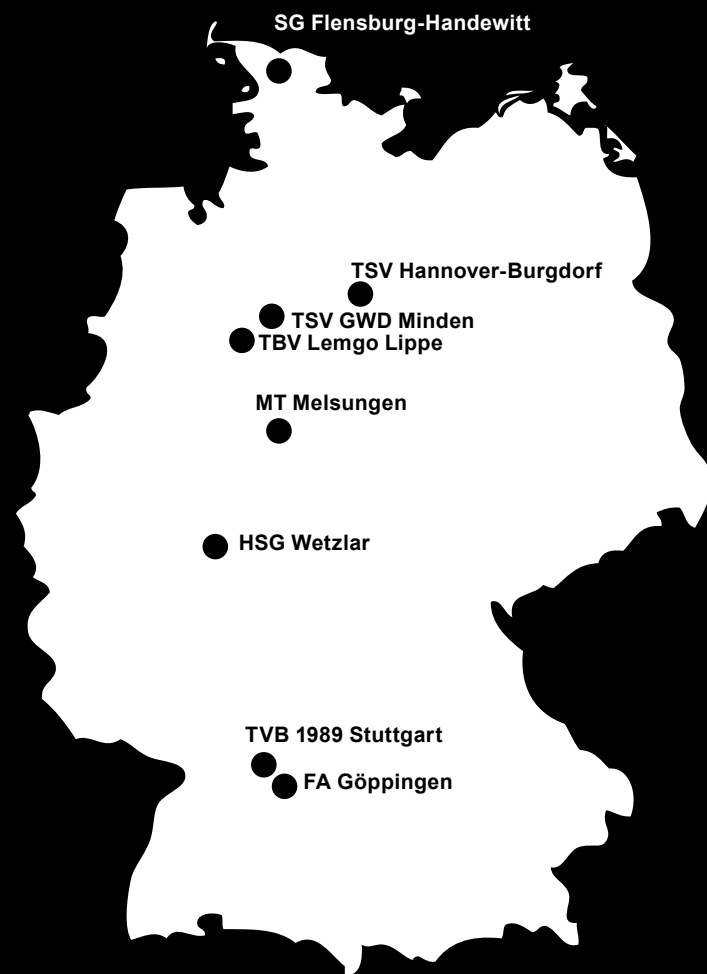 SG Flensburg-Handewitt
TSV Hannover-Burgdorf
TSV GWD Minden
TBV Lemgo Lippe
MT Melsungen
HSG Wetzlar
TVB 1989 Stuttgart
FA Göppingen